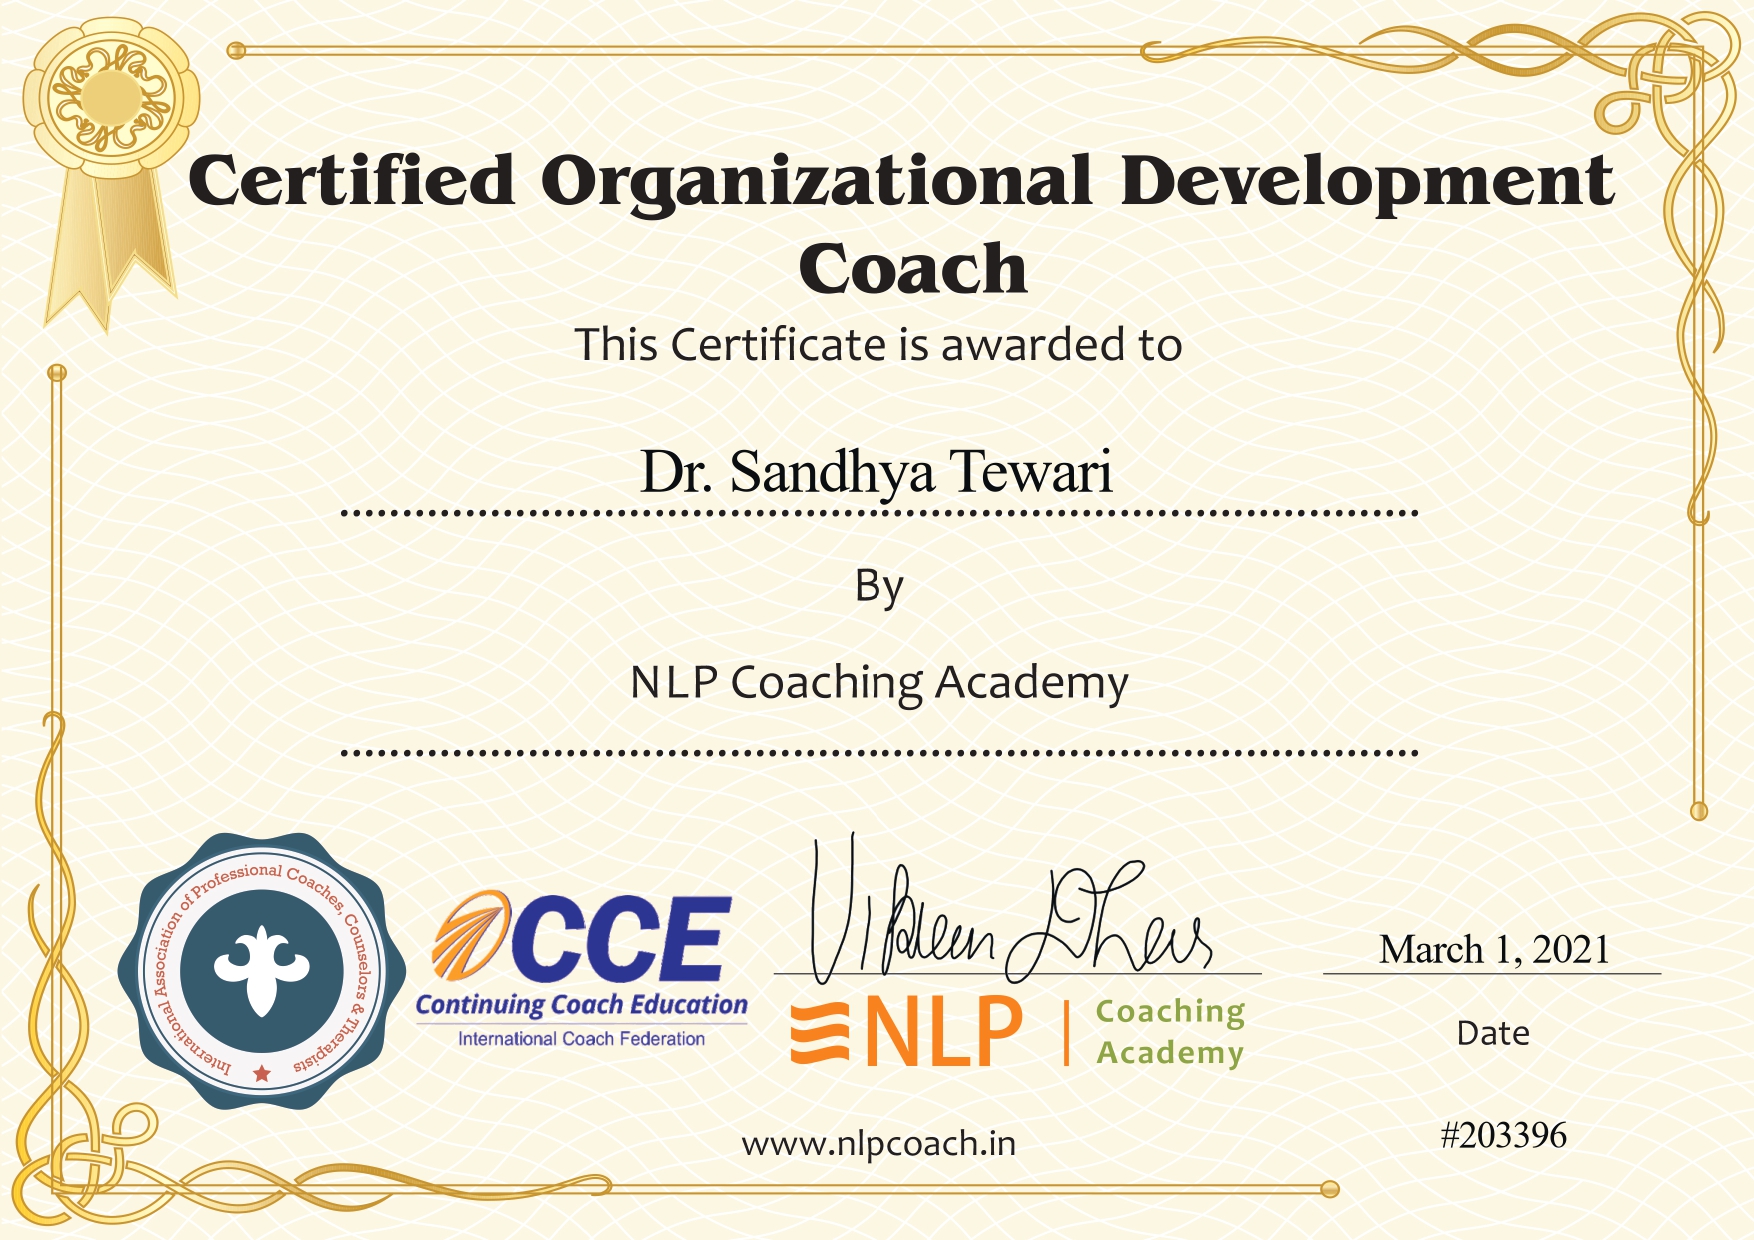 Certified Organizational Development
Coach
This Certificate is awarded to
Dr. Sandhya Tewari
By
NLP Coaching Academy
International Association of Professional Coaches, Counselors & Therapists
CCE
Continuing Coach Education
International Coach Federation
NLP
Coaching
Academy
March 1, 2021
Date
www.nlpcoach.in
#203396